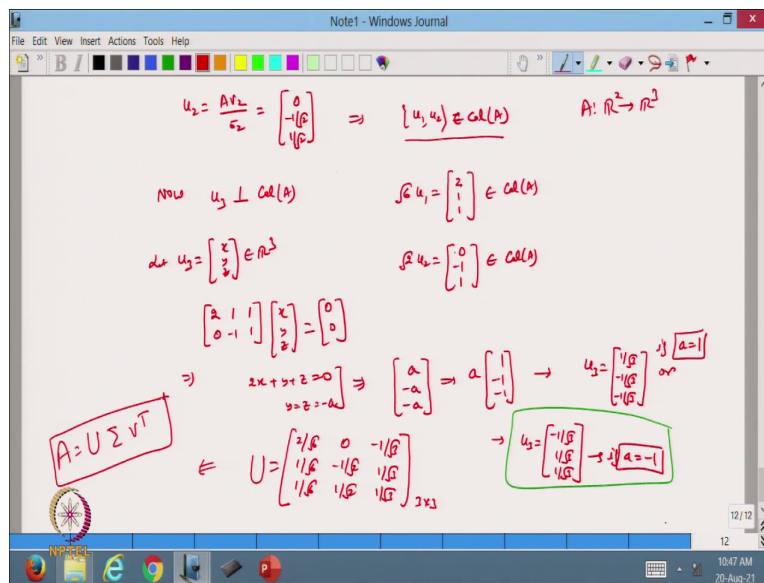 Note1 - Windows Journal
File Edit View Insert Actions Tools Help
B I
u₂ = Av₂/σ₂ = [0; -1/√2; 1/√2] ⇒ {u₁, u₂} ∈ Col(A) A: ℝ² → ℝ³
Now u₃ ⊥ Col(A) √6 u₁ = [2; 1; 1] ∈ Col(A)
Let u₃ = [x; y; z] ∈ ℝ³ √2 u₂ = [0; -1; 1] ∈ Col(A)
[2 1 1; 0 -1 1] [x; y; z] = [0; 0]
⇒ 2x+y+z=0 ⇒ [a; -a; -a] ⇒ a [1; -1; -1] → u₃ = [1/√3; -1/√3; -1/√3] if a=1 or
y=z=-a
A = U Σ Vᵀ
⇐ U = [2/√6 0 -1/√3; 1/√6 -1/√2 1/√3; 1/√6 1/√2 1/√3] 3x3 → u₃ = [-1/√3; 1/√3; 1/√3] → if a=-1
NPTEL
12/12
12
10:47 AM
20-Aug-21